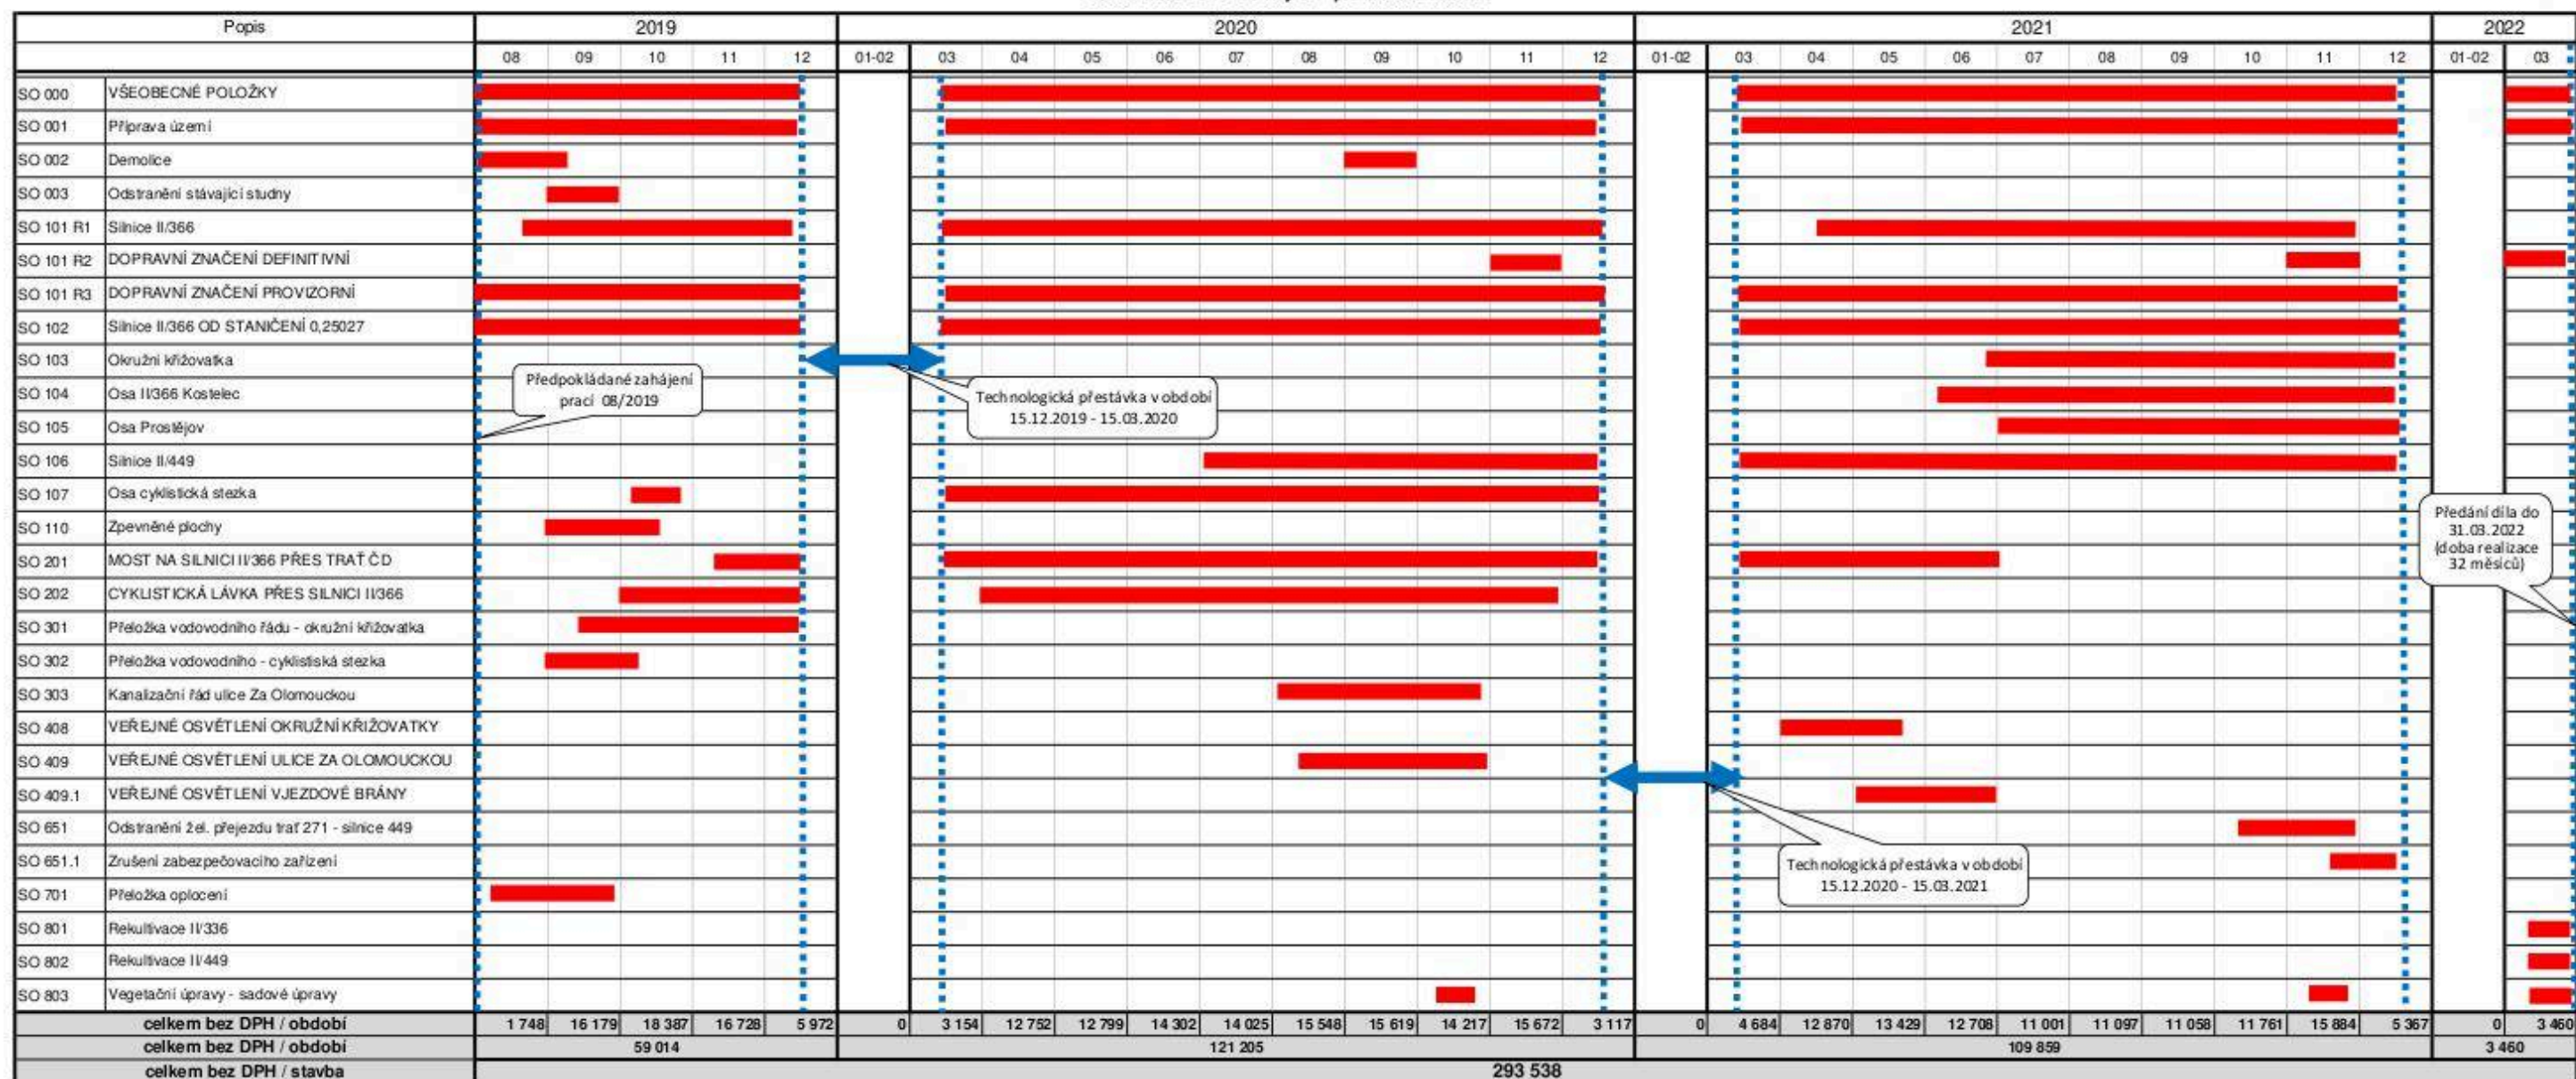 Popis 2019 2020 2021 2022
08 09 10 11 12 01-02 03 04 05 06 07 08 09 10 11 12 01-02 03 04 05 06 07 08 09 10 11 12 01-02 03
SO 000 VŠEOBECNÉ POLOŽKY
SO 001 Příprava území
SO 002 Demolice
SO 003 Odstranění stávající studny
SO 101 R1 Silnice II/366
SO 101 R2 DOPRAVNÍ ZNAČENÍ DEFINITIVNÍ
SO 101 R3 DOPRAVNÍ ZNAČENÍ PROVIZORNÍ
SO 102 Silnice II/366 OD STANIČENÍ 0,25027
SO 103 Okružní křižovatka
SO 104 Osa II/366 Kostelec
SO 105 Osa Prostějov
SO 106 Silnice II/449
SO 107 Osa cyklistická stezka
SO 110 Zpevněné plochy
SO 201 MOST NA SILNICI II/366 PŘES TRAŤ ČD
SO 202 CYKLISTICKÁ LÁVKA PŘES SILNICI II/366
SO 301 Přeložka vodovodního řádu - okružní křižovatka
SO 302 Přeložka vodovodního - cyklistiská stezka
SO 303 Kanalizační řád ulice Za Olomouckou
SO 408 VEŘEJNÉ OSVĚTLENÍ OKRUŽNÍ KŘIŽOVATKY
SO 409 VEŘEJNÉ OSVĚTLENÍ ULICE ZA OLOMOUCKOU
SO 409.1 VEŘEJNÉ OSVĚTLENÍ VJEZDOVÉ BRÁNY
SO 651 Odstranění žel. přejezdu trať 271 - silnice 449
SO 651.1 Zrušení zabezpečovacího zařízení
SO 701 Přeložka oplocení
SO 801 Rekultivace II/336
SO 802 Rekultivace II/449
SO 803 Vegetační úpravy - sadové úpravy
Předpokládané zahájení
prací 08/2019
Technologická přestávka v období
15.12.2019 - 15.03.2020
Technologická přestávka v období
15.12.2020 - 15.03.2021
Předání díla do
31.03.2022
(doba realizace
32 měsíců)
celkem bez DPH / období 1 748 16 179 18 387 16 728 5 972 0 3 154 12 752 12 799 14 302 14 025 15 548 15 619 14 217 15 672 3 117 0 4 684 12 870 13 429 12 708 11 001 11 097 11 058 11 761 15 884 5 367 0 3 460
celkem bez DPH / období 59 014 121 205 109 859 3 460
celkem bez DPH / stavba 293 538